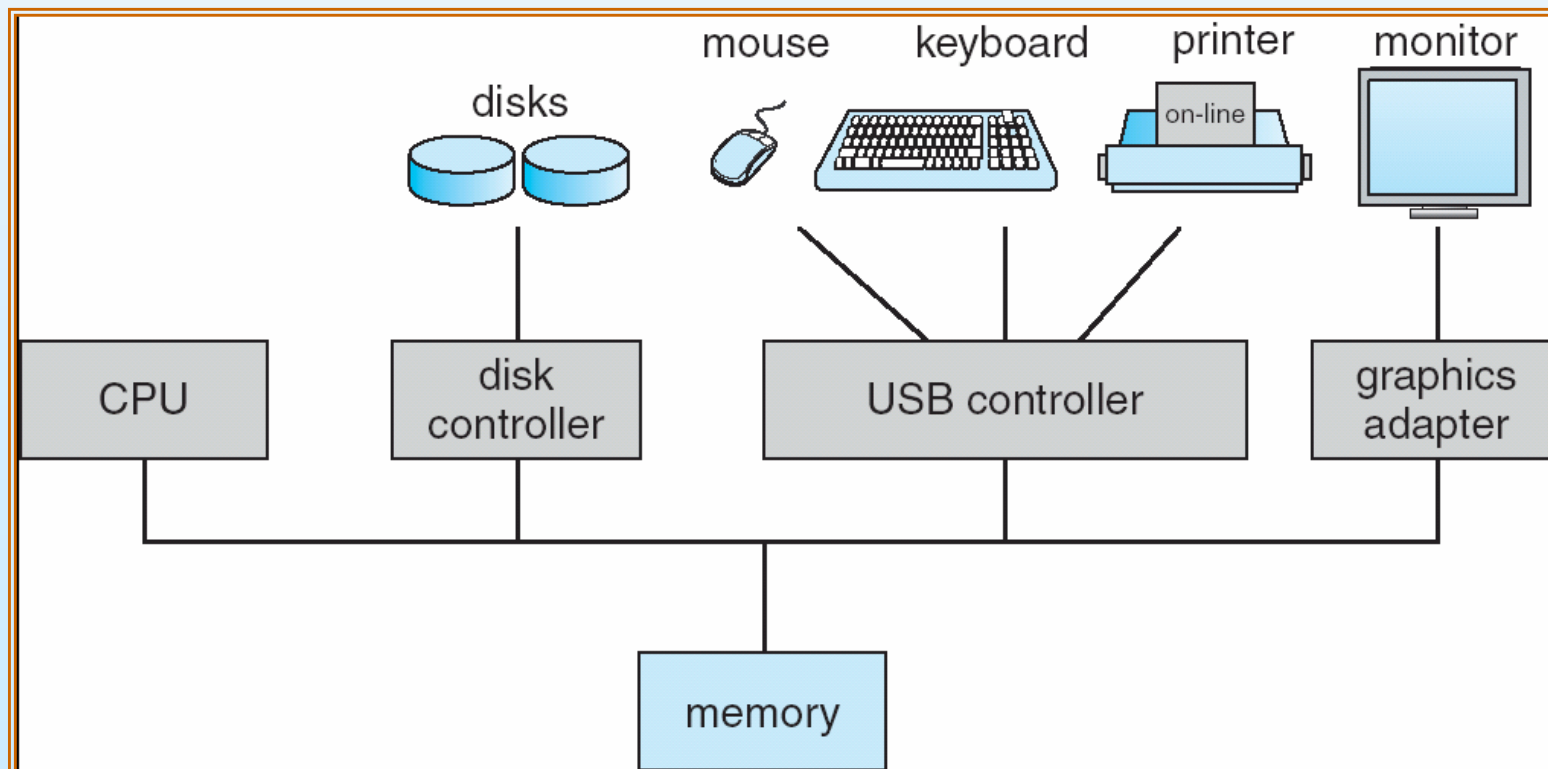 mouse
keyboard
printer
monitor
disks
on-line
CPU
disk
controller
USB controller
graphics
adapter
memory